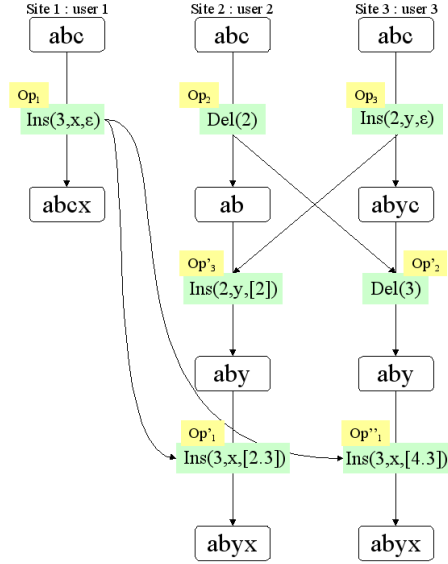 Site 1 : user 1
Site 2 : user 2
Site 3 : user 3
abc
abc
abc
Op₁
Op₂
Op₃
Ins(3,x,ε)
Del(2)
Ins(2,y,ε)
abcx
ab
abyc
Op'₃
Op'₂
Ins(2,y,[2])
Del(3)
aby
aby
Op'₁
Op''₁
Ins(3,x,[2.3])
Ins(3,x,[4.3])
abyx
abyx